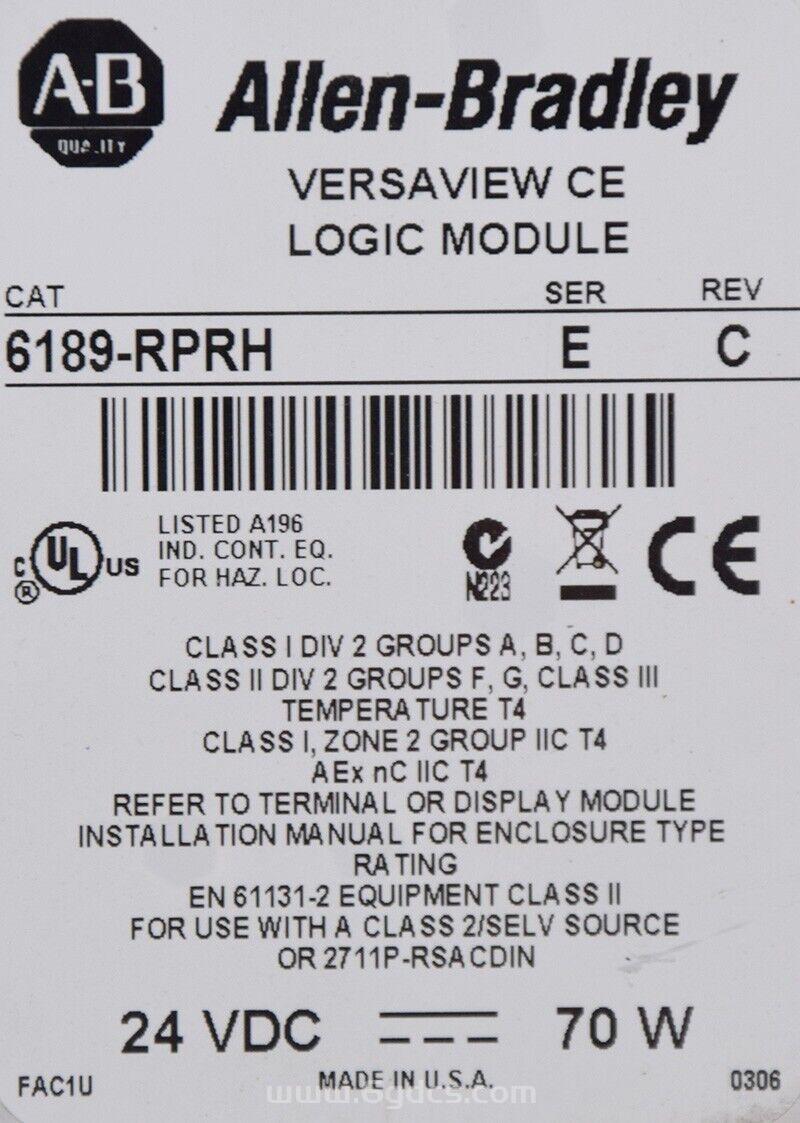 A-B
QUALITY
Allen-Bradley
VERSAVIEW CE
LOGIC MODULE
CAT SER REV
6189-RPRH E C
C UL US
®
LISTED A196
IND. CONT. EQ.
FOR HAZ. LOC.
N223
CE
CLASS I DIV 2 GROUPS A, B, C, D
CLASS II DIV 2 GROUPS F, G, CLASS III
TEMPERATURE T4
CLASS I, ZONE 2 GROUP IIC T4
AEx nC IIC T4
REFER TO TERMINAL OR DISPLAY MODULE
INSTALLATION MANUAL FOR ENCLOSURE TYPE
RATING
EN 61131-2 EQUIPMENT CLASS II
FOR USE WITH A CLASS 2/SELV SOURCE
OR 2711P-RSACDIN
24 VDC 70 W
FAC1U MADE IN U.S.A. 0306
www.6gdcs.com